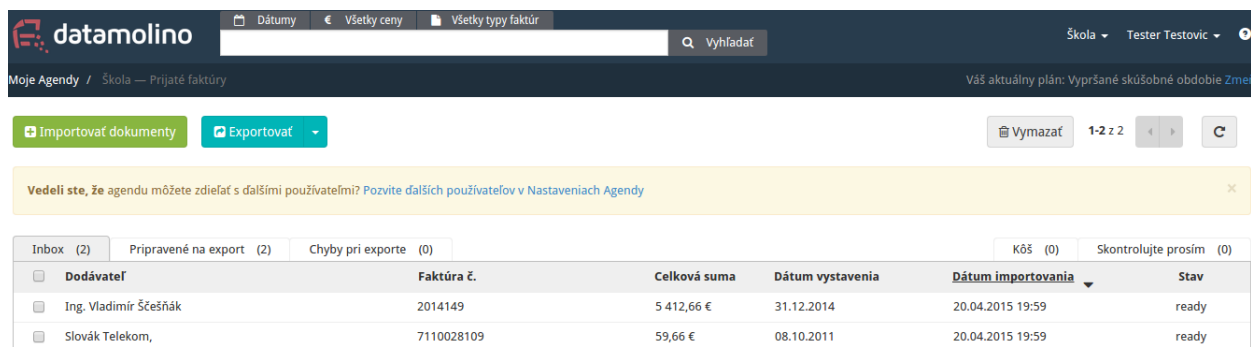 datamolino
Dátumy € Všetky ceny Všetky typy faktúr
Vyhľadať
Škola Tester Testovic
Moje Agendy / Škola — Prijaté faktúry
Váš aktuálny plán: Vypršané skúšobné obdobie
Importovať dokumenty Exportovať Vymazať 1-2 z 2
Vedeli ste, že agendu môžete zdieľať s ďalšími používateľmi? Pozvite ďalších používateľov v Nastaveniach Agendy ×
Inbox (2) Pripravené na export (2) Chyby pri exporte (0) Kôš (0) Skontrolujte prosím (0)
Dodávateľ Faktúra č. Celková suma Dátum vystavenia Dátum importovania Stav
Ing. Vladimír Ščešňák 2014149 5 412,66 € 31.12.2014 20.04.2015 19:59 ready
Slovák Telekom, 7110028109 59,66 € 08.10.2011 20.04.2015 19:59 ready